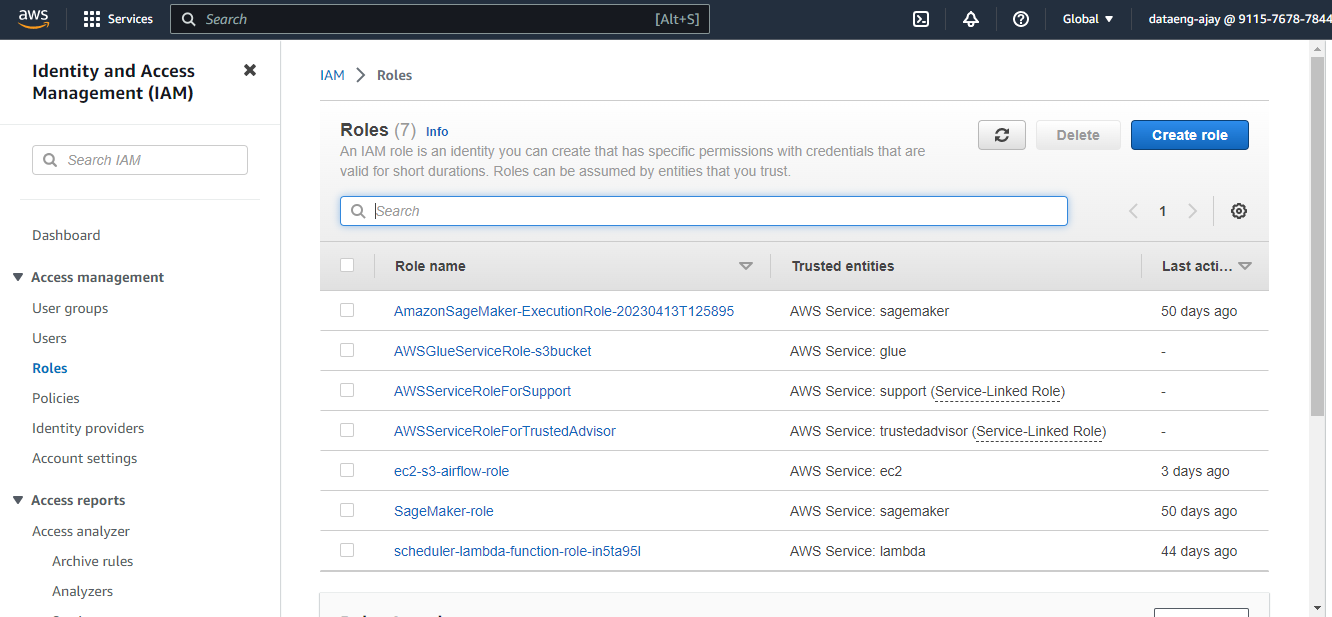 aws
Services
Search
[Alt+S]
Global
dataeng-ajay @ 9115-7678-7844
Identity and Access
Management (IAM)
Search IAM
Dashboard
Access management
User groups
Users
Roles
Policies
Identity providers
Account settings
Access reports
Access analyzer
Archive rules
Analyzers
IAM > Roles
Roles (7) Info
An IAM role is an identity you can create that has specific permissions with credentials that are
valid for short durations. Roles can be assumed by entities that you trust.
Delete
Create role
Search
1
Role name Trusted entities Last acti...
AmazonSageMaker-ExecutionRole-20230413T125895 AWS Service: sagemaker 50 days ago
AWSGlueServiceRole-s3bucket AWS Service: glue -
AWSServiceRoleForSupport AWS Service: support (Service-Linked Role) -
AWSServiceRoleForTrustedAdvisor AWS Service: trustedadvisor (Service-Linked Role) -
ec2-s3-airflow-role AWS Service: ec2 3 days ago
SageMaker-role AWS Service: sagemaker 50 days ago
scheduler-lambda-function-role-in5ta95l AWS Service: lambda 44 days ago